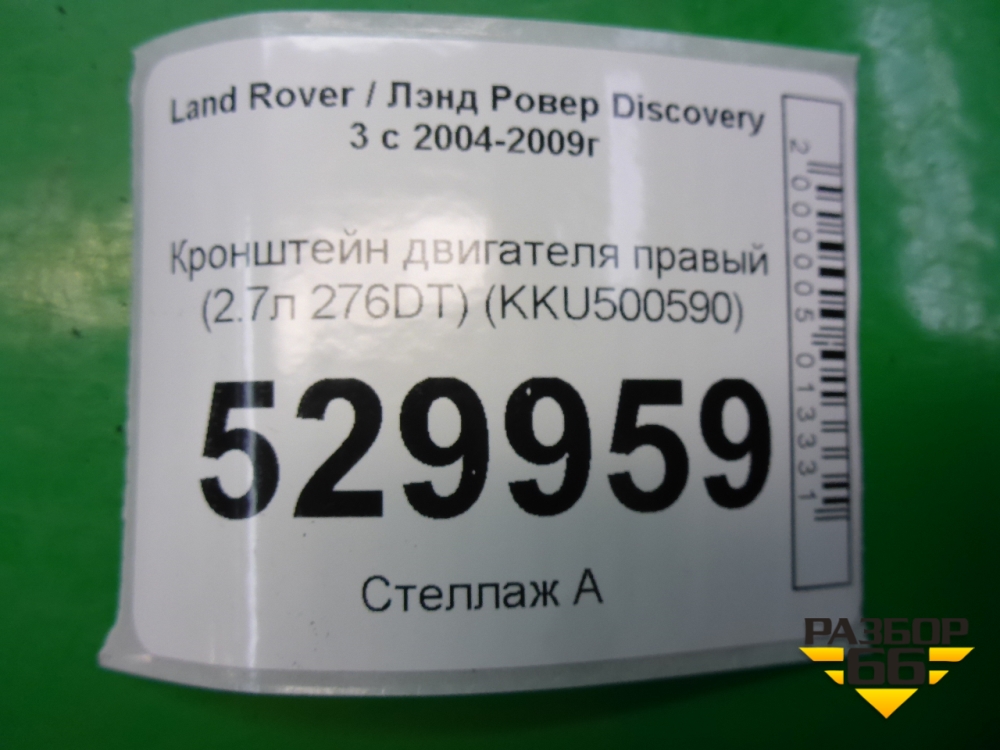 Land Rover / Лэнд Ровер Discovery
3 с 2004-2009г
Кронштейн двигателя правый
(2.7л 276DT) (KKU500590)
529959
Стеллаж А
2000005013331
РАЗБОР
66